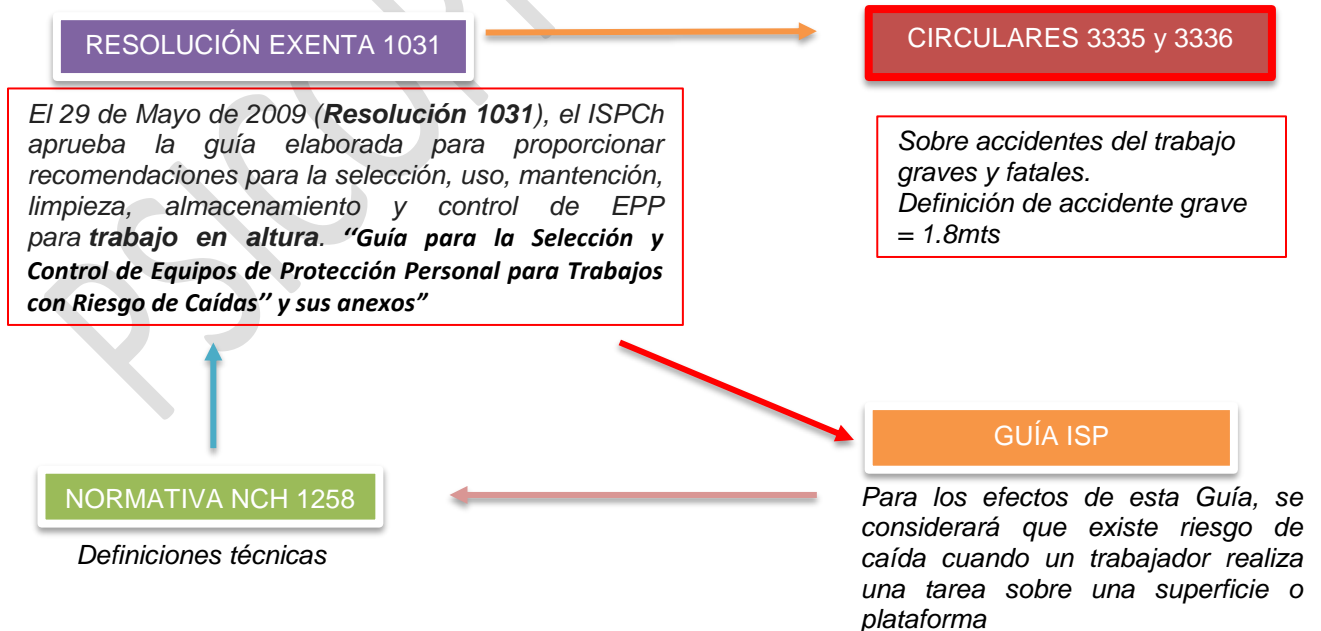 RESOLUCIÓN EXENTA 1031
El 29 de Mayo de 2009 (Resolución 1031), el ISPCh
aprueba la guía elaborada para proporcionar
recomendaciones para la selección, uso, mantención,
limpieza, almacenamiento y control de EPP
para trabajo en altura. “Guía para la Selección y
Control de Equipos de Protección Personal para Trabajos
con Riesgo de Caídas” y sus anexos”
CIRCULARES 3335 y 3336
Sobre accidentes del trabajo
graves y fatales.
Definición de accidente grave
= 1.8mts
GUÍA ISP
Para los efectos de esta Guía, se
considerará que existe riesgo de
caída cuando un trabajador realiza
una tarea sobre una superficie o
plataforma
NORMATIVA NCH 1258
Definiciones técnicas